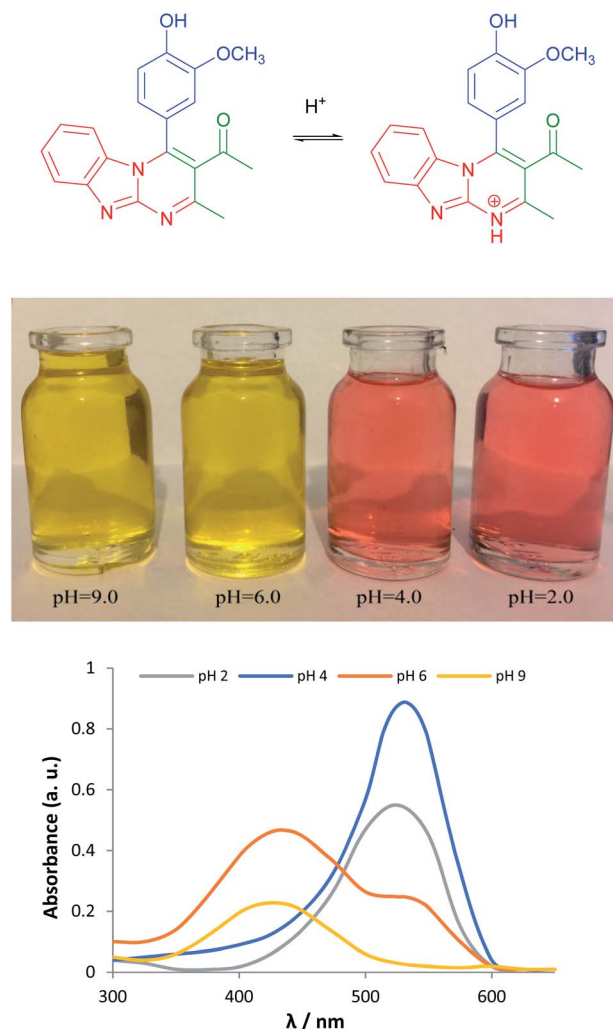 OH
OH
OCH3
OCH3
H+
O
O
N
N
N
N
N
N
+
H
pH=9.0
pH=6.0
pH=4.0
pH=2.0
pH 2
pH 4
pH 6
pH 9
1
0.8
0.6
0.4
0.2
0
Absorbance (a. u.)
300
400
500
600
λ / nm